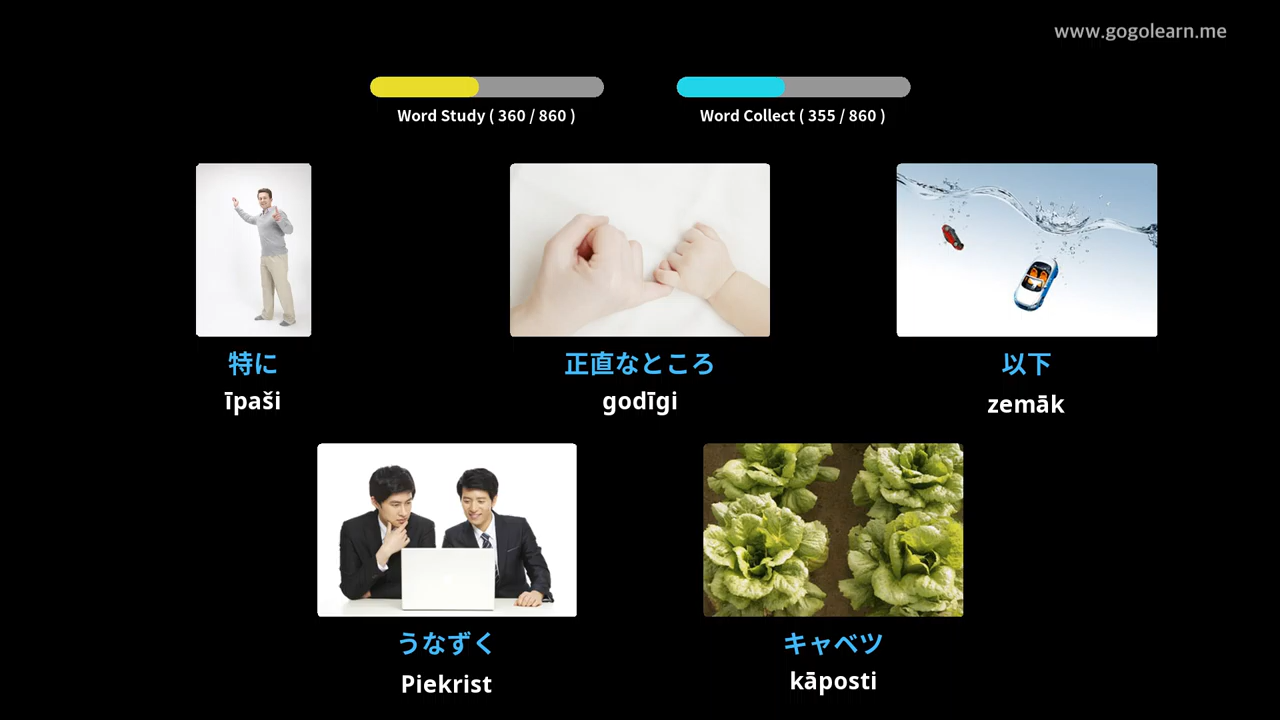 www.gogolearn.me
Word Study ( 360 / 860 )
Word Collect ( 355 / 860 )
特に
īpaši
正直なところ
godīgi
以下
zemāk
うなずく
Piekrist
キャベツ
kāposti